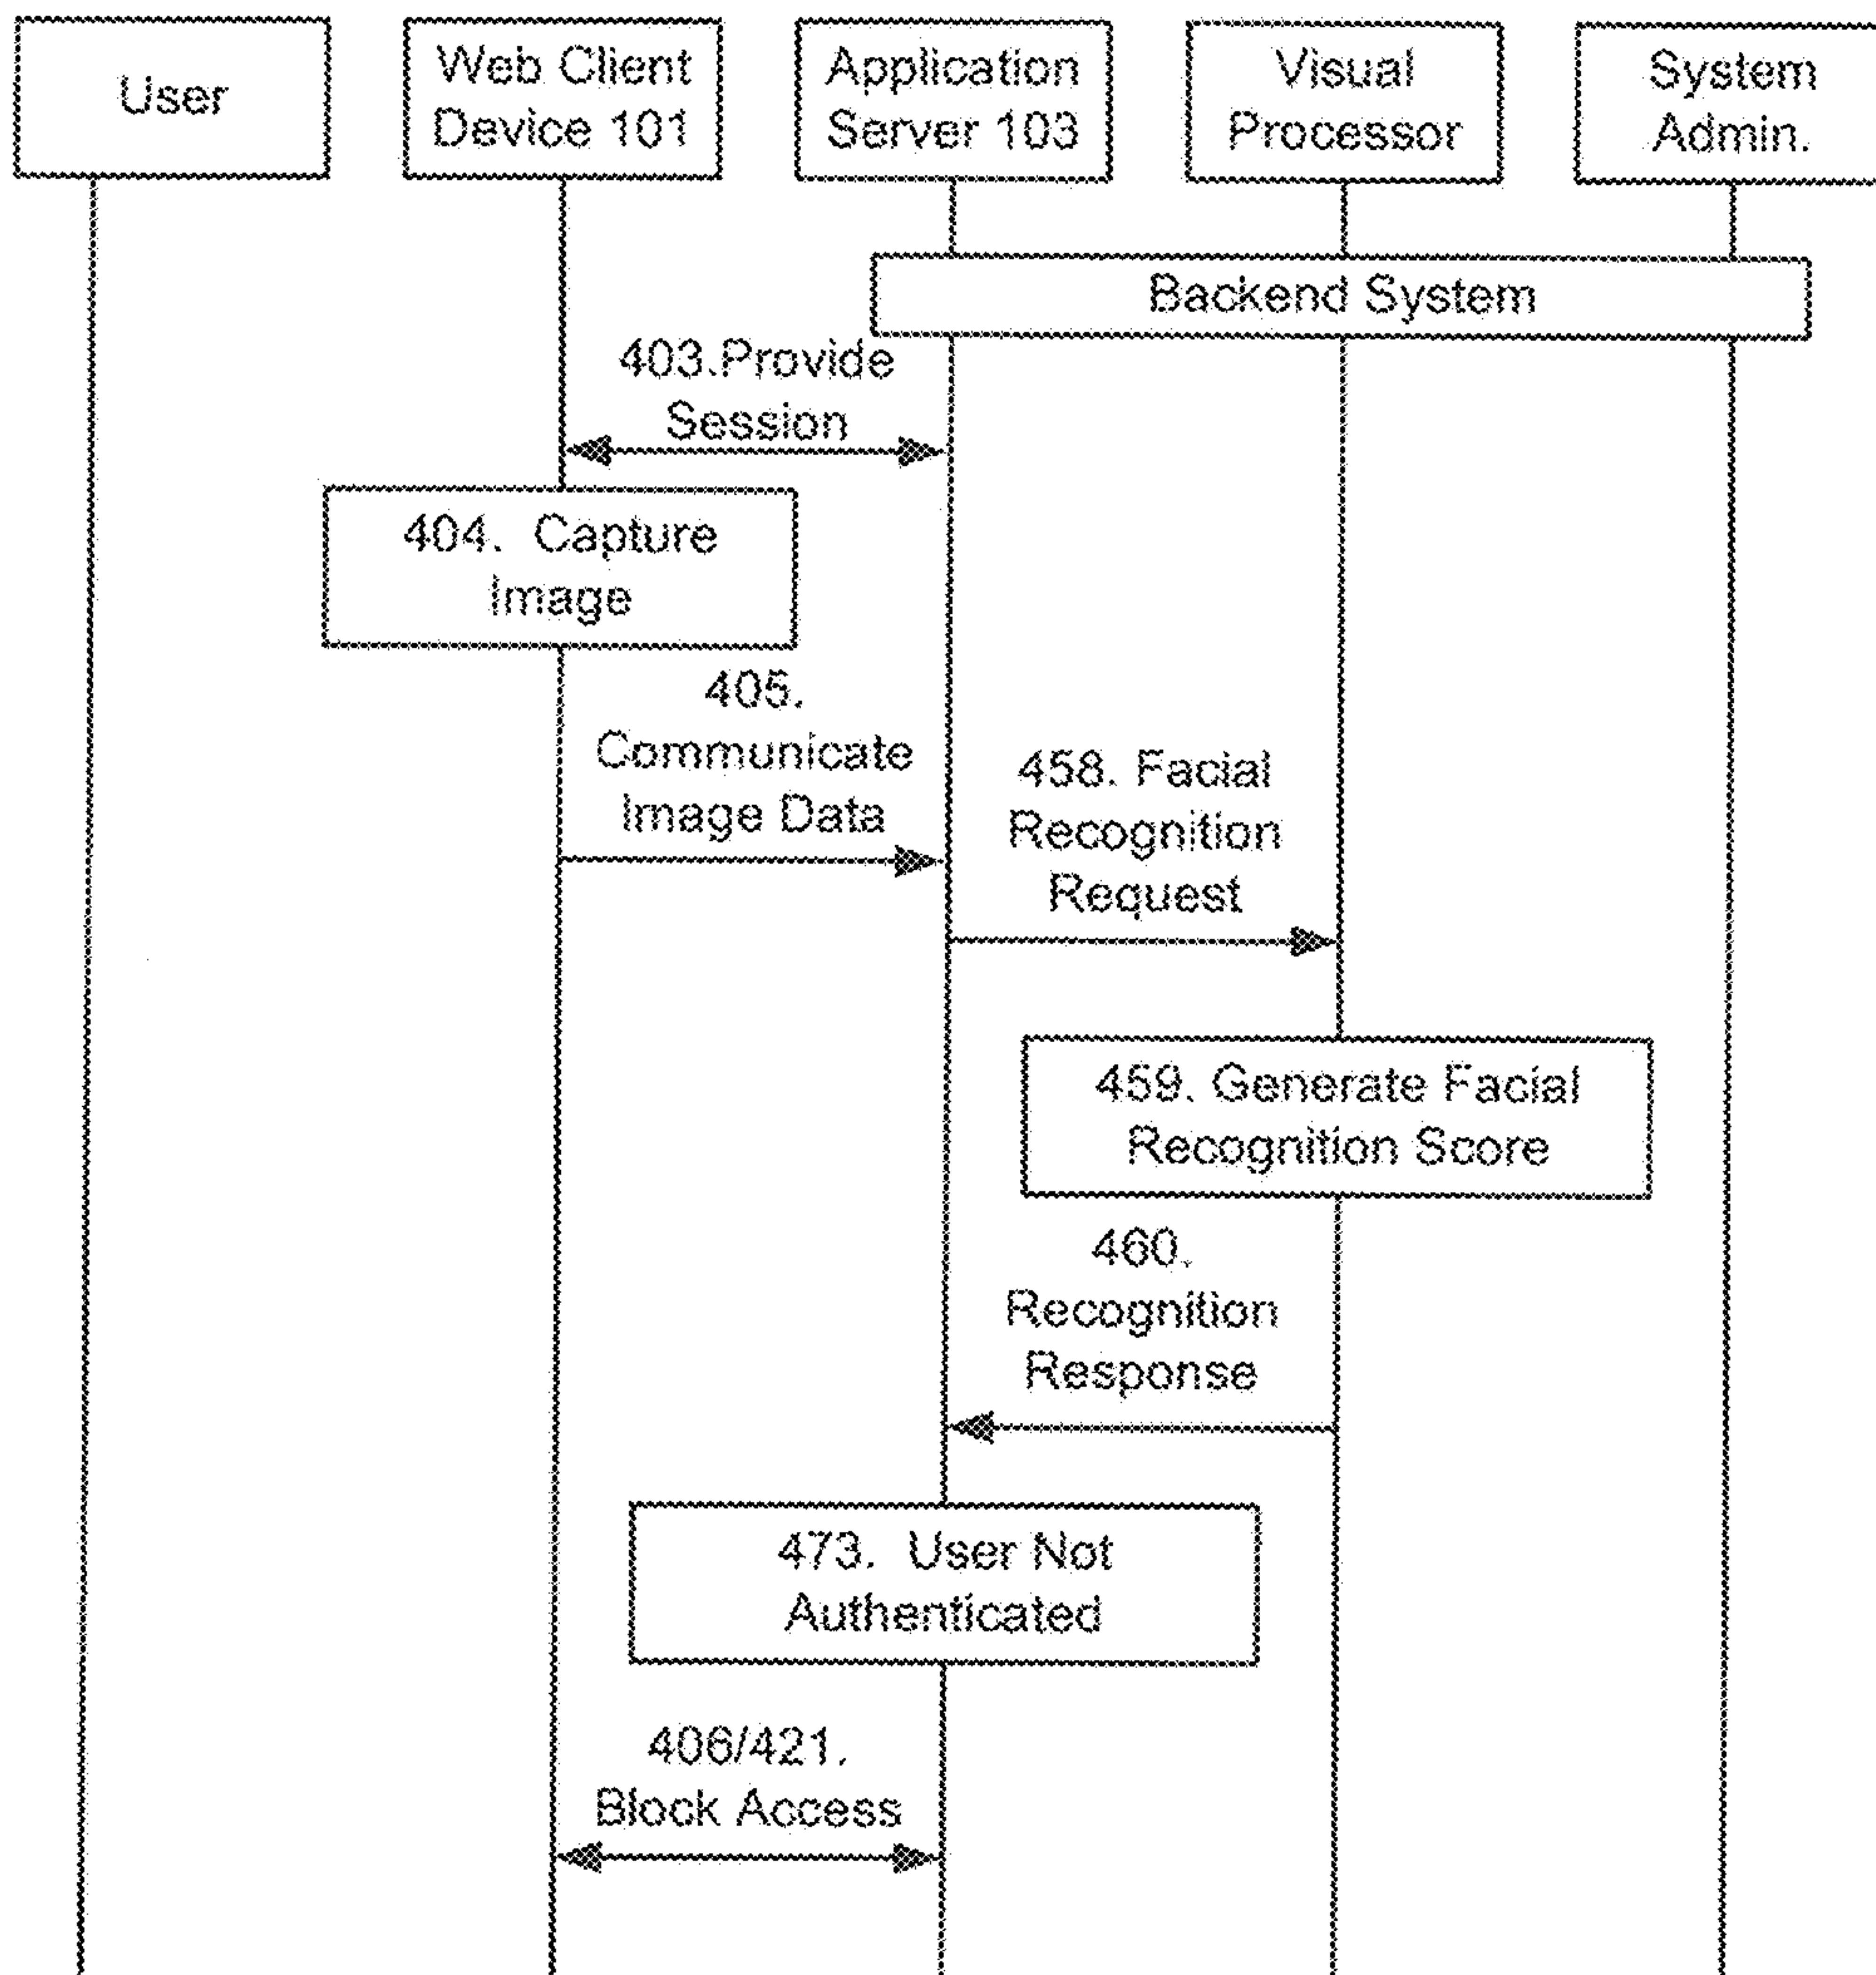 User
Web Client
Device 101
Application
Server 103
Visual
Processor
System
Admin.
Backend System
403.Provide
Session
404. Capture
Image
405.
Communicate
Image Data
458. Facial
Recognition
Request
459. Generate Facial
Recognition Score
460.
Recognition
Response
473. User Not
Authenticated
406/421.
Block Access